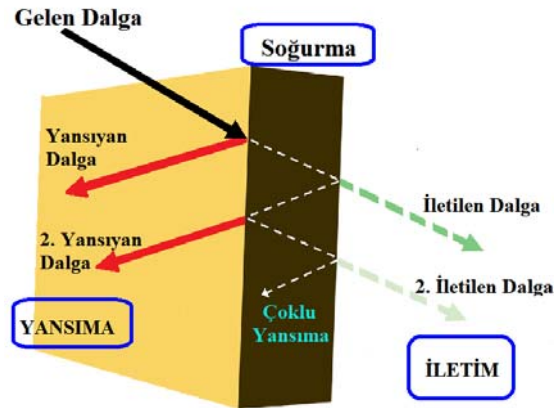 Gelen Dalga
Soğurma
Yansıyan
Dalga
İletilen Dalga
2. Yansıyan
Dalga
2. İletilen Dalga
Çoklu
Yansıma
YANSIMA
İLETİM